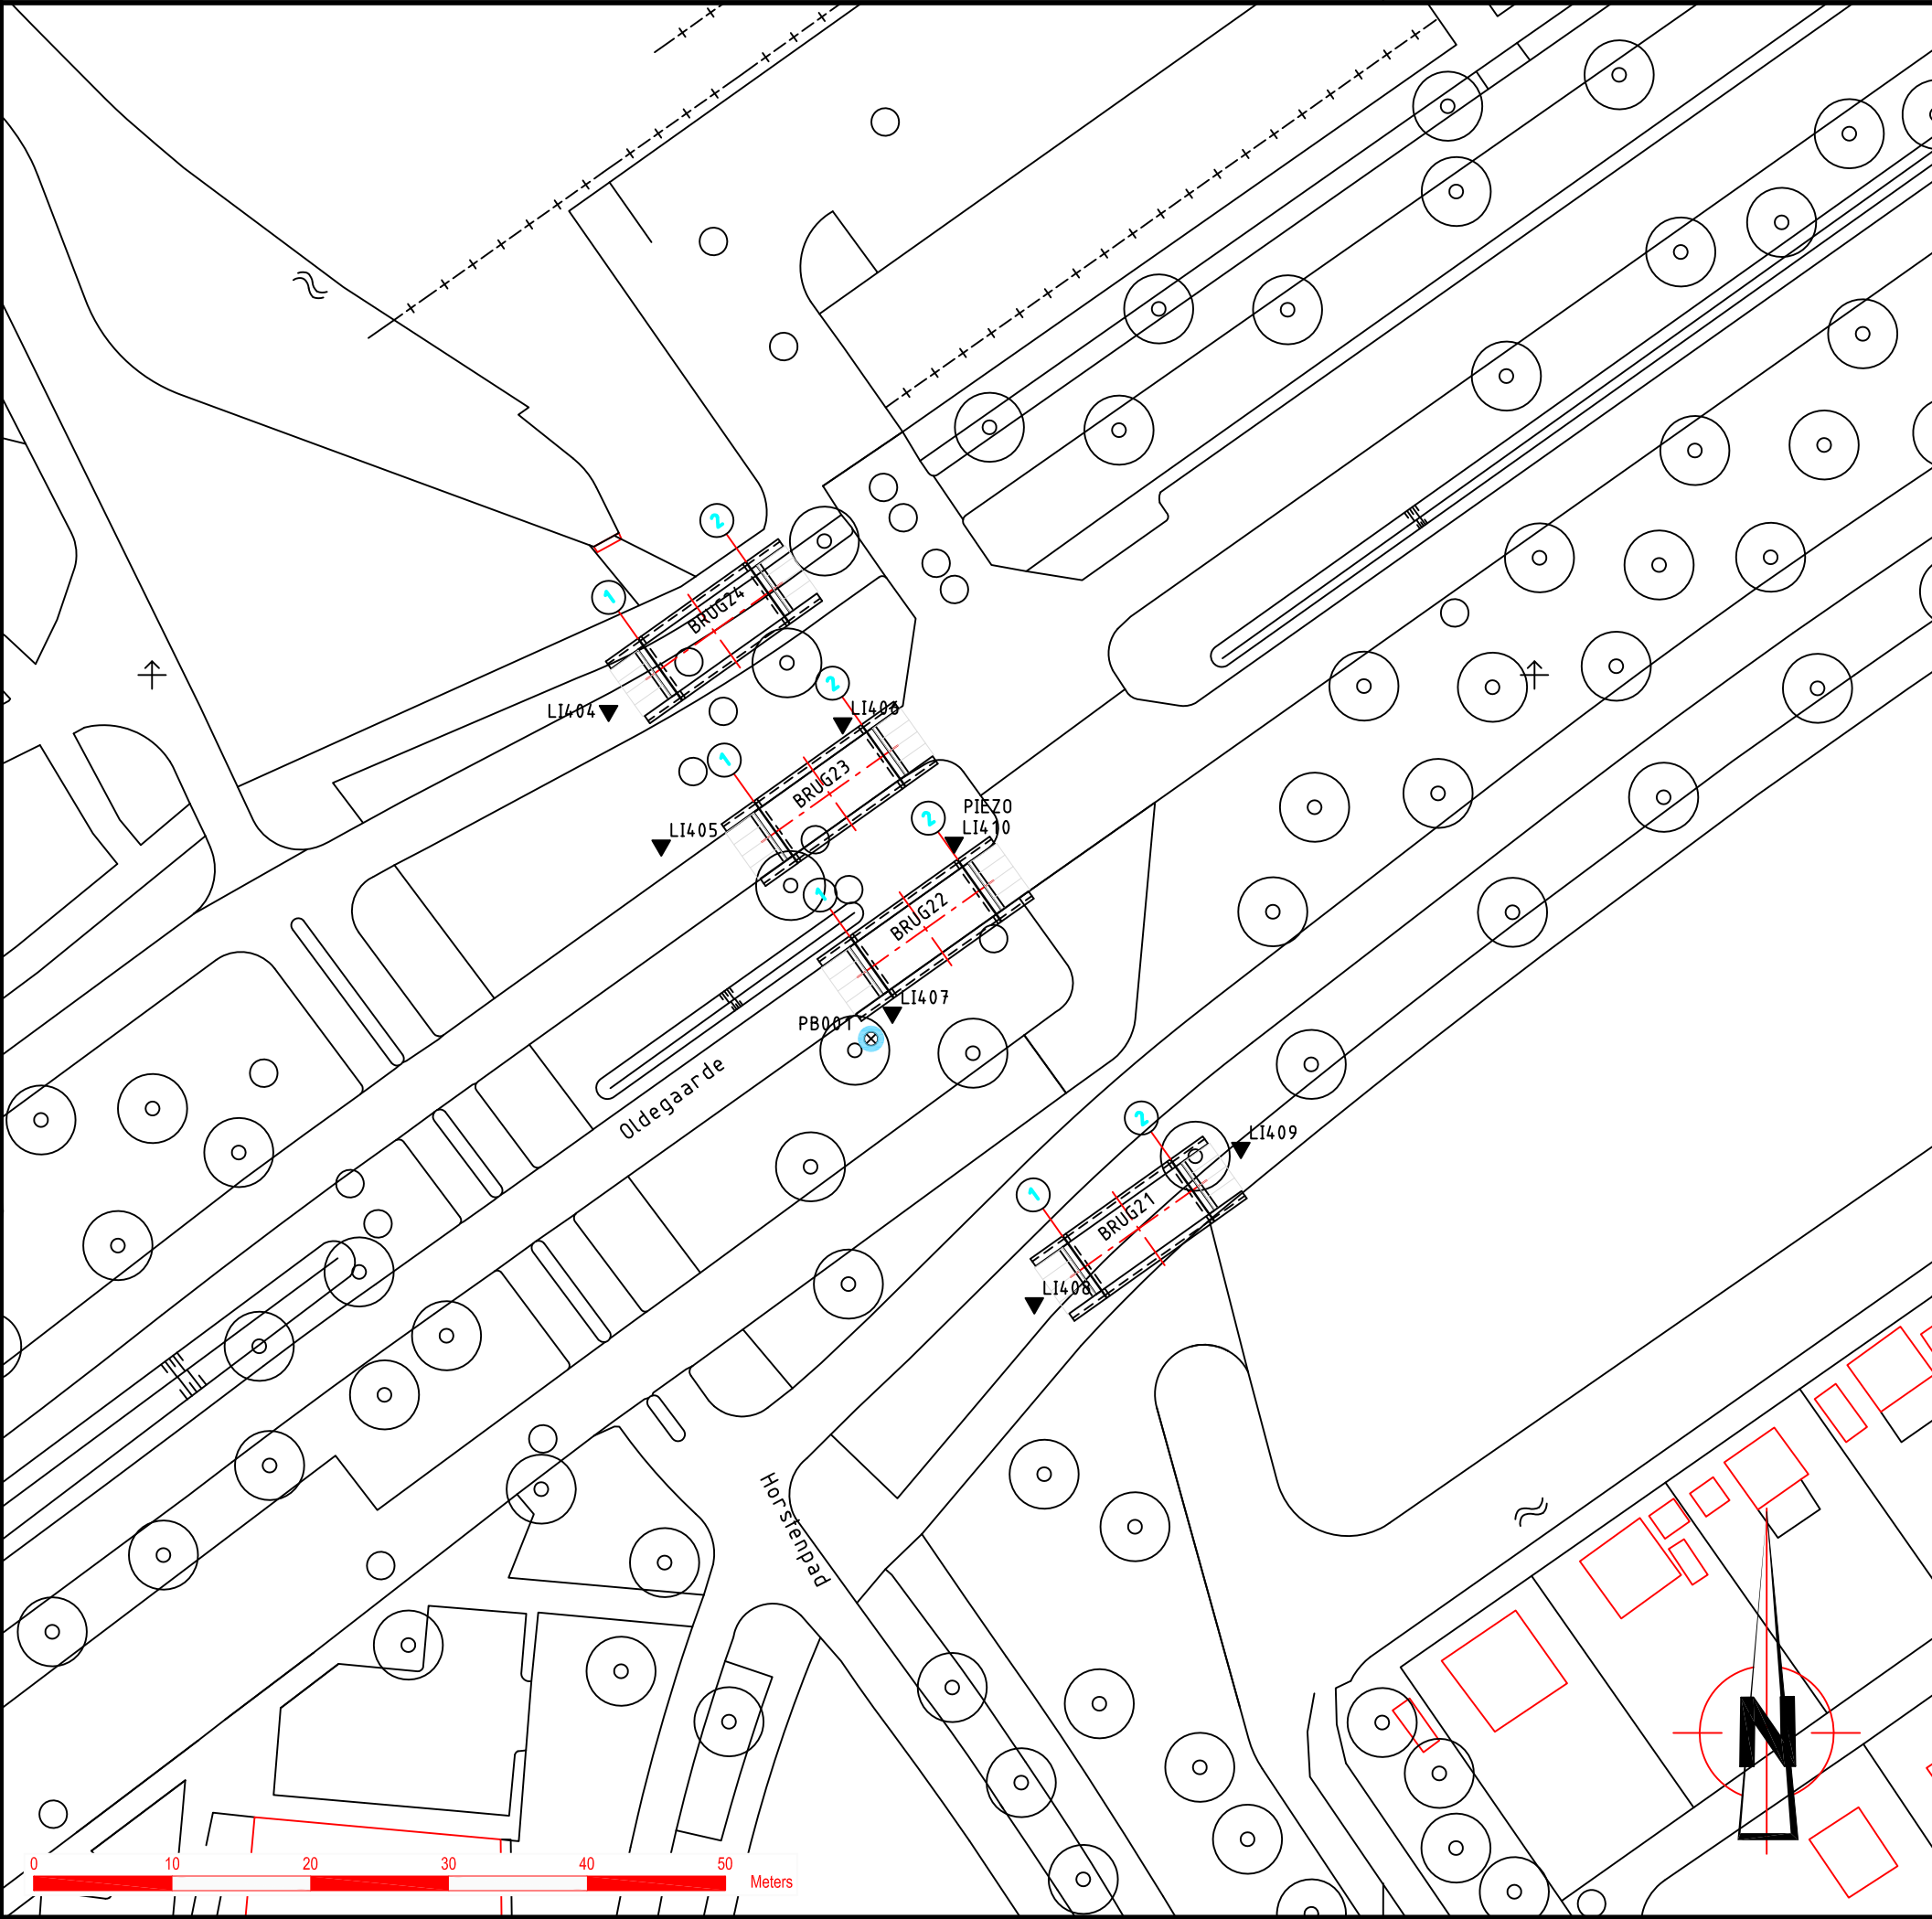 2
1
BRUG24
LI404
2
LI406
1
BRUG23
LI405
PIEZO
LI410
2
1
BRUG22
LI407
PB001
Oldegaarde
2
LI409
1
BRUG21
LI408
Horstenpad
N
0 10 20 30 40 50
Meters